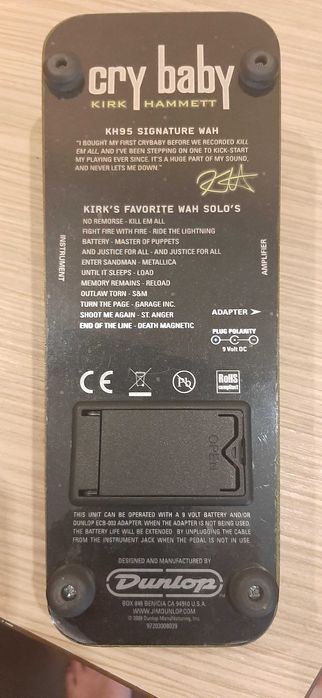 cry baby
KIRK HAMMETT
KH95 SIGNATURE WAH
"I BOUGHT MY FIRST CRYBABY BEFORE WE RECORDED KILL
EM ALL, AND I'VE BEEN STEPPING ON ONE TO KICK-START
MY PLAYING EVER SINCE. IT'S A HUGE PART OF MY SOUND,
AND NEVER LETS ME DOWN."
KIRK'S FAVORITE WAH SOLO'S
NO REMORSE - KILL EM ALL
FIGHT FIRE WITH FIRE - RIDE THE LIGHTNING
BATTERY - MASTER OF PUPPETS
AND JUSTICE FOR ALL - AND JUSTICE FOR ALL
ENTER SANDMAN - METALLICA
UNTIL IT SLEEPS - LOAD
MEMORY REMAINS - RELOAD
OUTLAW TORN - S&M
TURN THE PAGE - GARAGE INC.
SHOOT ME AGAIN - ST. ANGER
END OF THE LINE - DEATH MAGNETIC
INSTRUMENT
AMPLIFIER
ADAPTER >
PLUG POLARITY
9 Volt DC
CE
Pb
RoHS
compliant
OPEN
THIS UNIT CAN BE OPERATED WITH A 9 VOLT BATTERY AND/OR
DUNLOP ECB-003 ADAPTER. WHEN THE ADAPTER IS NOT BEING USED,
THE BATTERY LIFE WILL BE EXTENDED BY UNPLUGGING THE CABLE
FROM THE INSTRUMENT JACK WHEN THE PEDAL IS NOT IN USE
DESIGNED AND MANUFACTURED BY
Dunlop
BOX 846 BENICIA CA 94510 U.S.A.
WWW.JIMDUNLOP.COM
Dunlop Manufacturing, Inc.